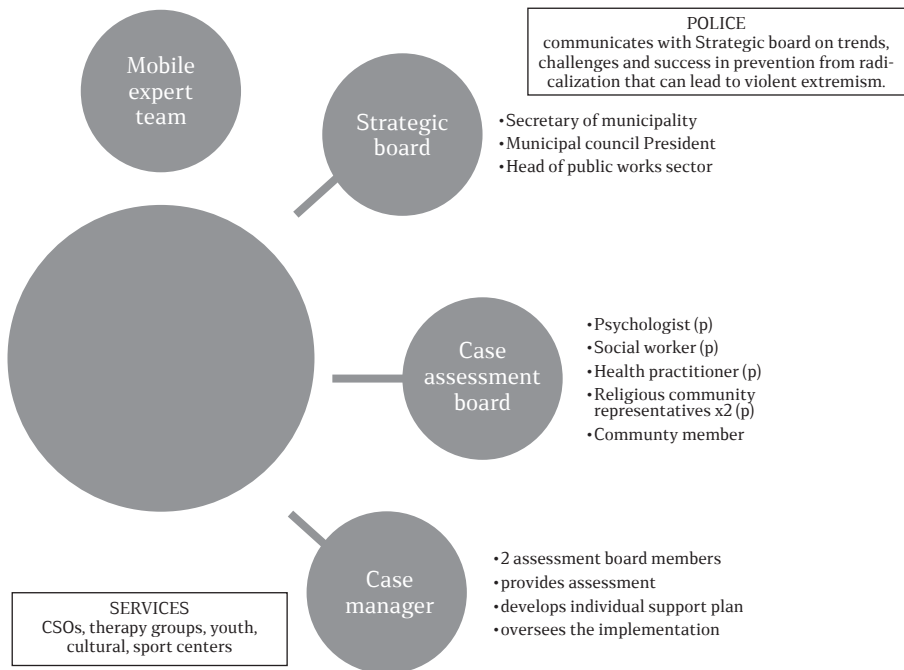 Mobile
expert
team
POLICE
communicates with Strategic board on trends,
challenges and success in prevention from radi-
calization that can lead to violent extremism.
Strategic
board
•Secretary of municipality
•Municipal council President
•Head of public works sector
Case
assessment
board
•Psychologist (p)
•Social worker (p)
•Health practitioner (p)
•Religious community
representatives x2 (p)
•Communty member
Case
manager
•2 assessment board members
•provides assessment
•develops individual support plan
•oversees the implementation
SERVICES
CSOs, therapy groups, youth,
cultural, sport centers